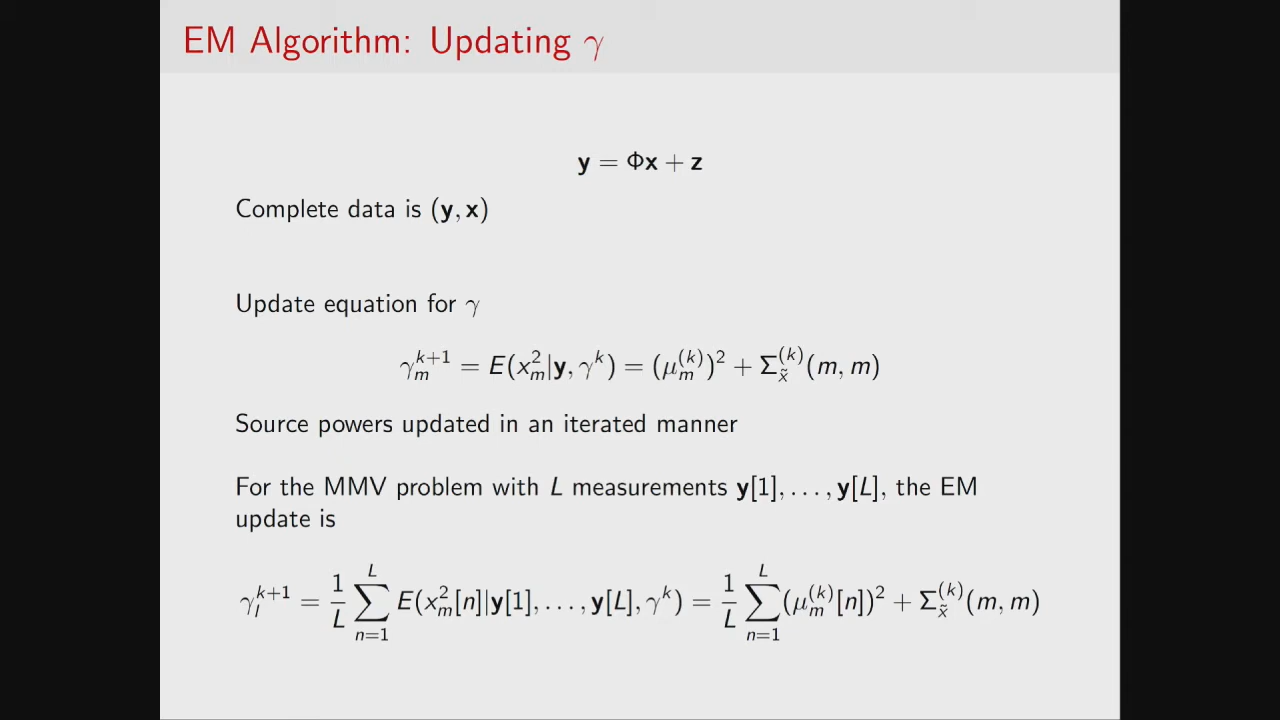 EM Algorithm: Updating γ
y = Φx + z
Complete data is (y, x)
Update equation for γ
γ_m^{k+1} = E(x_m^2|y, γ^k) = (μ_m^{(k)})^2 + Σ_{x̃}^{(k)}(m, m)
Source powers updated in an iterated manner
For the MMV problem with L measurements y[1], . . . , y[L], the EM
update is
γ_l^{k+1} = \frac{1}{L} \sum_{n=1}^{L} E(x_m^2[n]|y[1], . . . , y[L], γ^k) = \frac{1}{L} \sum_{n=1}^{L} (μ_m^{(k)}[n])^2 + Σ_{x̃}^{(k)}(m, m)